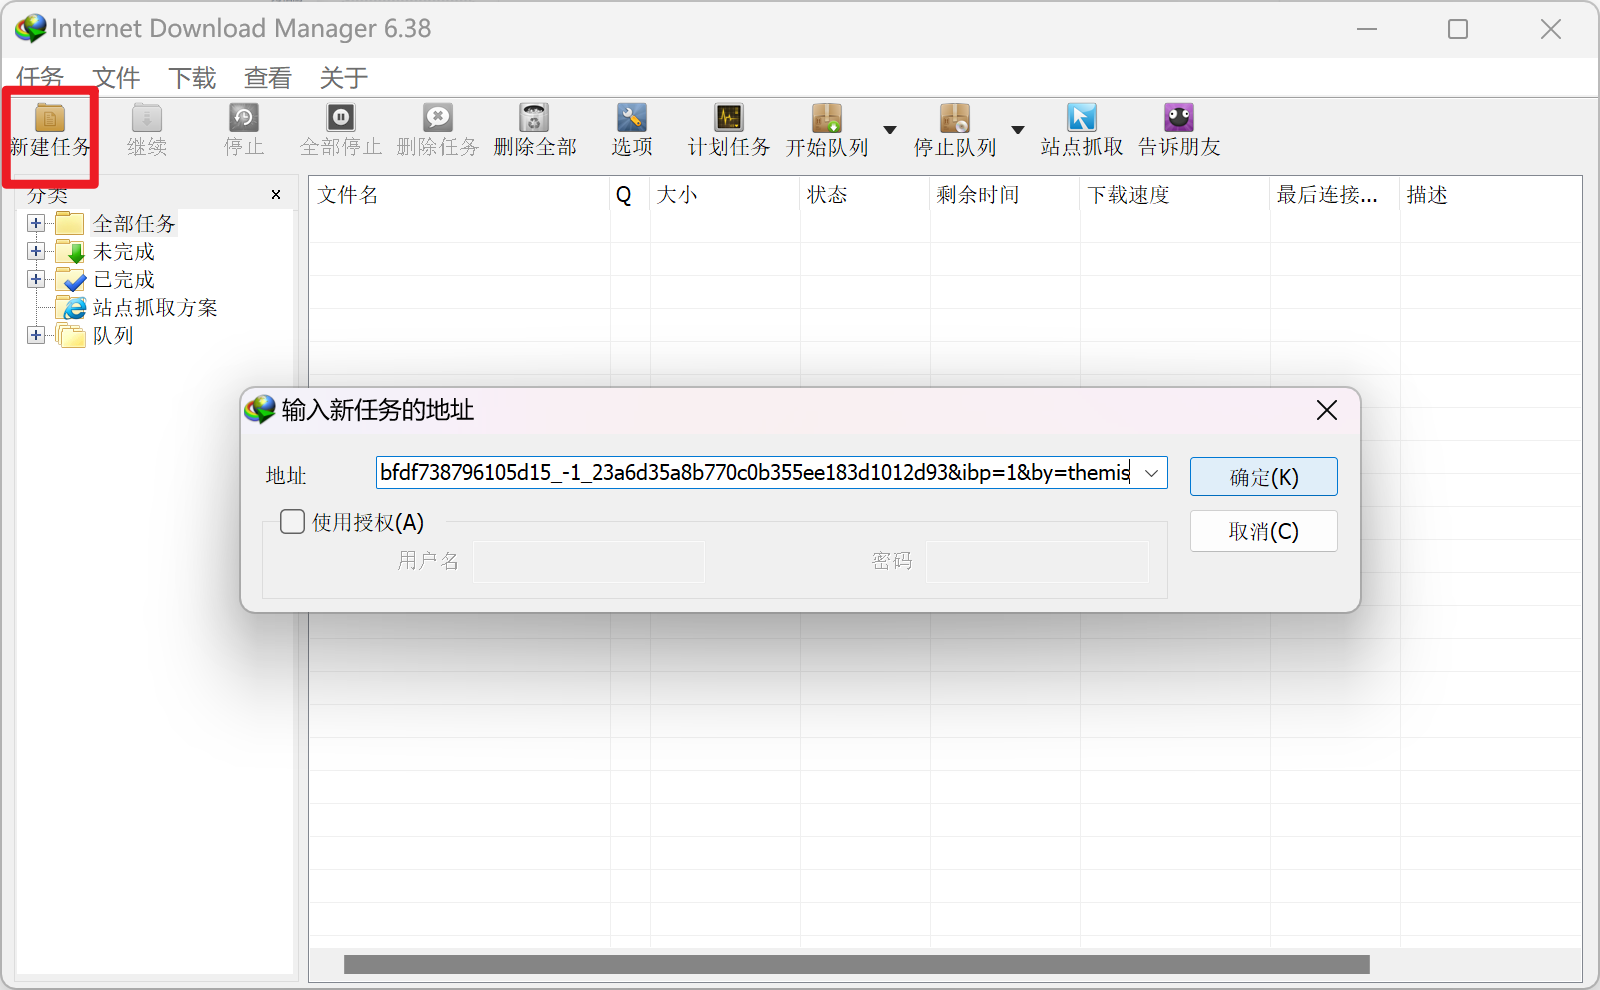 Internet Download Manager 6.38
任务 文件 下载 查看 关于
新建任务 继续 停止 全部停止 删除任务 删除全部 选项 计划任务 开始队列 停止队列 站点抓取 告诉朋友
分类 x
文件名 Q 大小 状态 剩余时间 下载速度 最后连接... 描述
全部任务
未完成
已完成
站点抓取方案
队列
输入新任务的地址
地址 bfdf738796105d15_-1_23a6d35a8b770c0b355ee183d1012d93&ibp=1&by=themis 确定(K)
使用授权(A) 取消(C)
用户名 密码